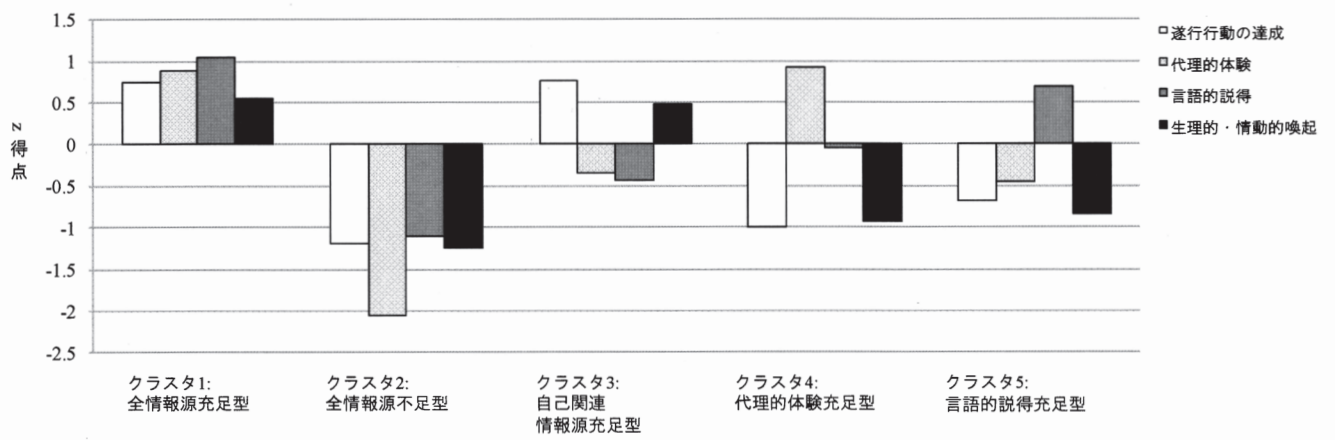 1.5
1
0.5
0
-0.5
-1
-1.5
-2
-2.5
z得点
遂行行動の達成
代理的体験
言語的説得
生理的・情動的喚起
クラスタ1:
全情報源充足型
クラスタ2:
全情報源不足型
クラスタ3:
自己関連
情報源充足型
クラスタ4:
代理的体験充足型
クラスタ5:
言語的説得充足型